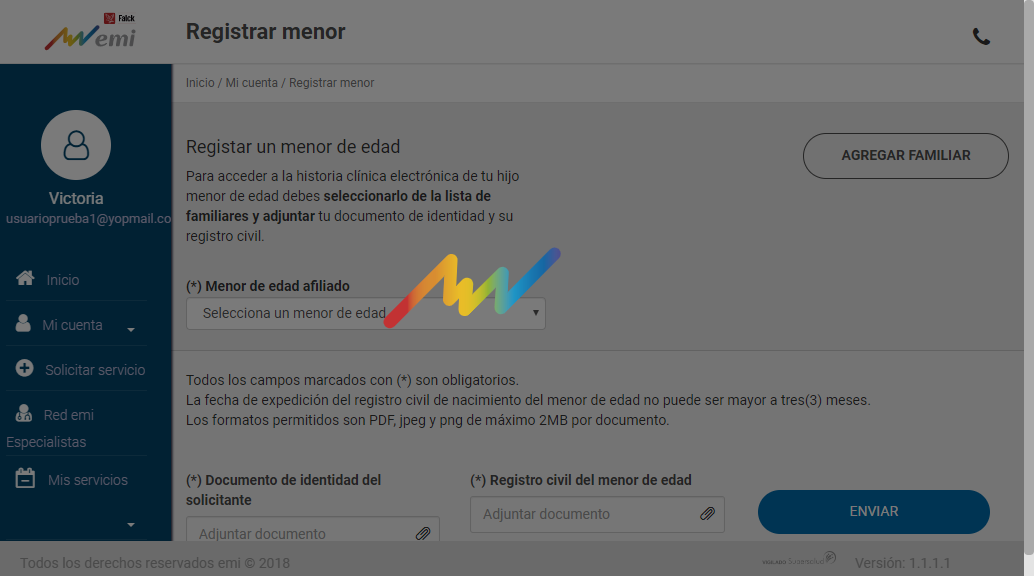 Falck
emi
Registrar menor
Inicio / Mi cuenta / Registrar menor
Victoria
usuarioprueba1@yopmail.co
Inicio
Mi cuenta
Solicitar servicio
Red emi
Especialistas
Mis servicios
Registar un menor de edad
AGREGAR FAMILIAR
Para acceder a la historia clínica electrónica de tu hijo
menor de edad debes seleccionarlo de la lista de
familiares y adjuntar tu documento de identidad y su
registro civil.
(*) Menor de edad afiliado
Selecciona un menor de edad
Todos los campos marcados con (*) son obligatorios.
La fecha de expedición del registro civil de nacimiento del menor de edad no puede ser mayor a tres(3) meses.
Los formatos permitidos son PDF, jpeg y png de máximo 2MB por documento.
(*) Documento de identidad del
solicitante
Adjuntar documento
(*) Registro civil del menor de edad
Adjuntar documento
ENVIAR
Todos los derechos reservados emi © 2018
VIGILADO Supersalud
Versión: 1.1.1.1